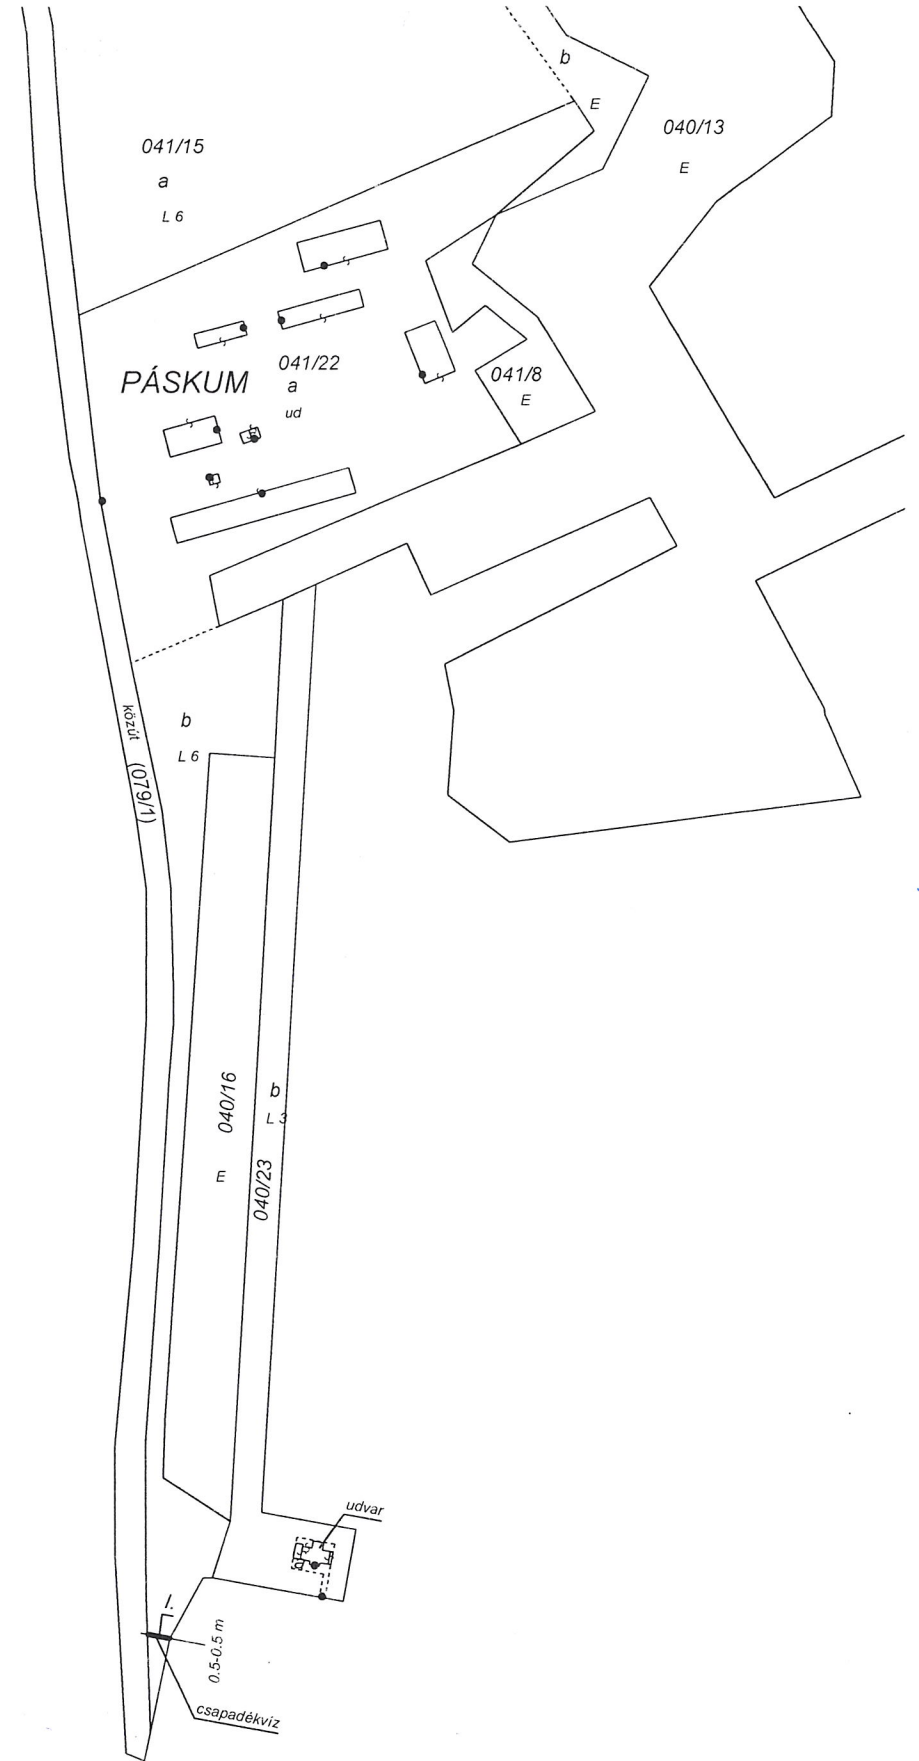 b
E
040/13
E
041/15
a
L 6
041/22
a
ud
PÁSKUM
041/8
E
b
L 6
közút (079/1)
040/16
E
b
L 3
040/23
udvar
a
I.
0.5-0.5 m
csapadékvíz